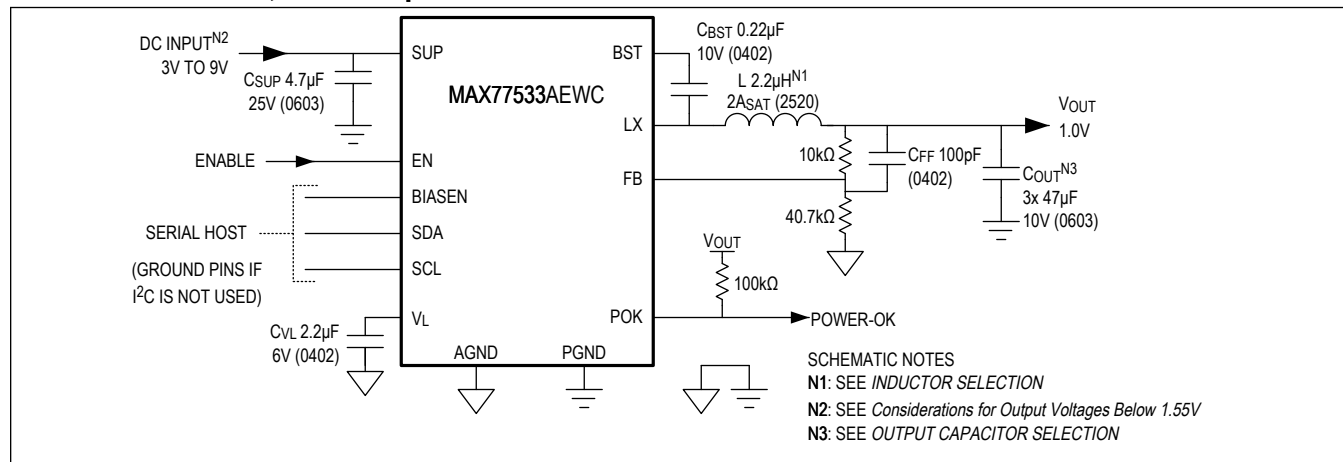 DC INPUTN2
3V TO 9V
CSUP 4.7µF
25V (0603)
ENABLE
SERIAL HOST
(GROUND PINS IF
I2C IS NOT USED)
CVL 2.2µF
6V (0402)
MAX77533AEWC
SUP
EN
BIASEN
SDA
SCL
VL
AGND
PGND
BST
LX
FB
POK
CBST 0.22µF
10V (0402)
L 2.2µHN1
2ASAT (2520)
10kΩ
CFF 100pF
(0402)
40.7kΩ
VOUT
1.0V
COUTN3
3x 47µF
10V (0603)
VOUT
100kΩ
POWER-OK
SCHEMATIC NOTES
N1: SEE INDUCTOR SELECTION
N2: SEE Considerations for Output Voltages Below 1.55V
N3: SEE OUTPUT CAPACITOR SELECTION